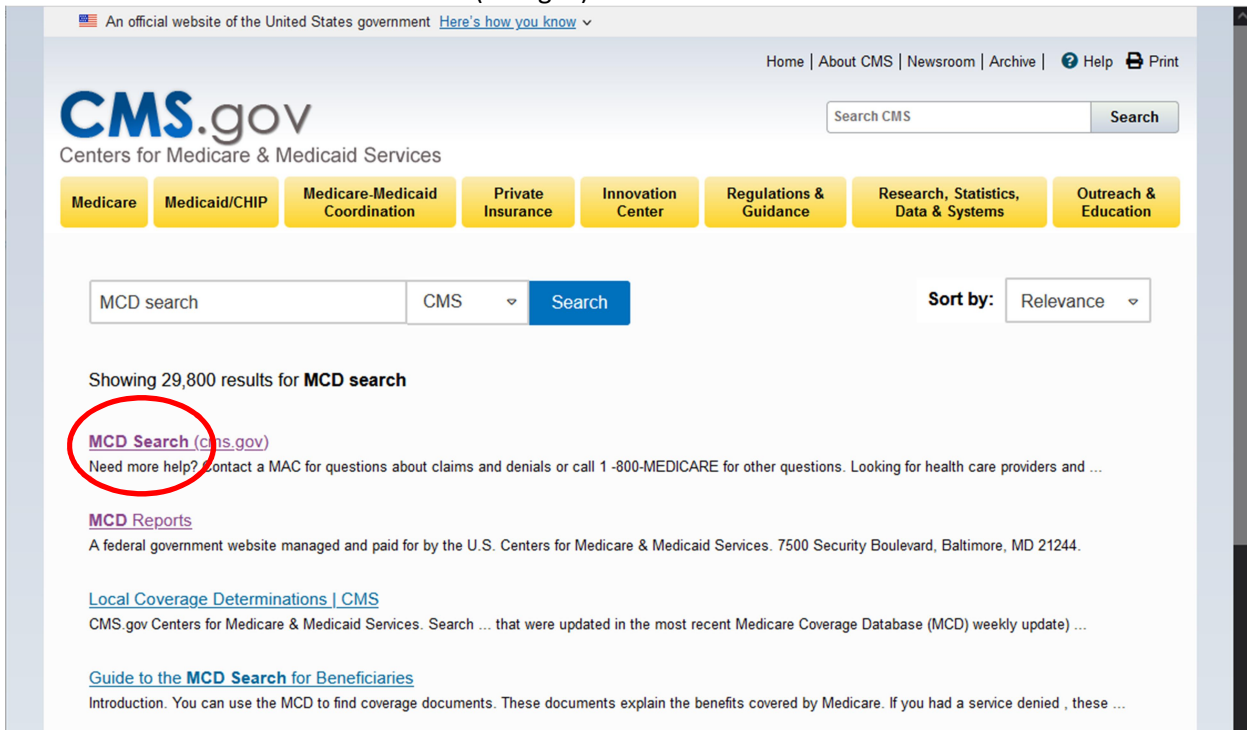 An official website of the United States government Here's how you know
Home | About CMS | Newsroom | Archive | Help Print
CMS.gov
Centers for Medicare & Medicaid Services
Search CMS Search
Medicare Medicaid/CHIP Medicare-Medicaid Coordination Private Insurance Innovation Center Regulations & Guidance Research, Statistics, Data & Systems Outreach & Education
MCD search CMS Search Sort by: Relevance
Showing 29,800 results for MCD search
MCD Search (cms.gov)
Need more help? Contact a MAC for questions about claims and denials or call 1 -800-MEDICARE for other questions. Looking for health care providers and ...
MCD Reports
A federal government website managed and paid for by the U.S. Centers for Medicare & Medicaid Services. 7500 Security Boulevard, Baltimore, MD 21244.
Local Coverage Determinations | CMS
CMS.gov Centers for Medicare & Medicaid Services. Search ... that were updated in the most recent Medicare Coverage Database (MCD) weekly update) ...
Guide to the MCD Search for Beneficiaries
Introduction. You can use the MCD to find coverage documents. These documents explain the benefits covered by Medicare. If you had a service denied , these ...